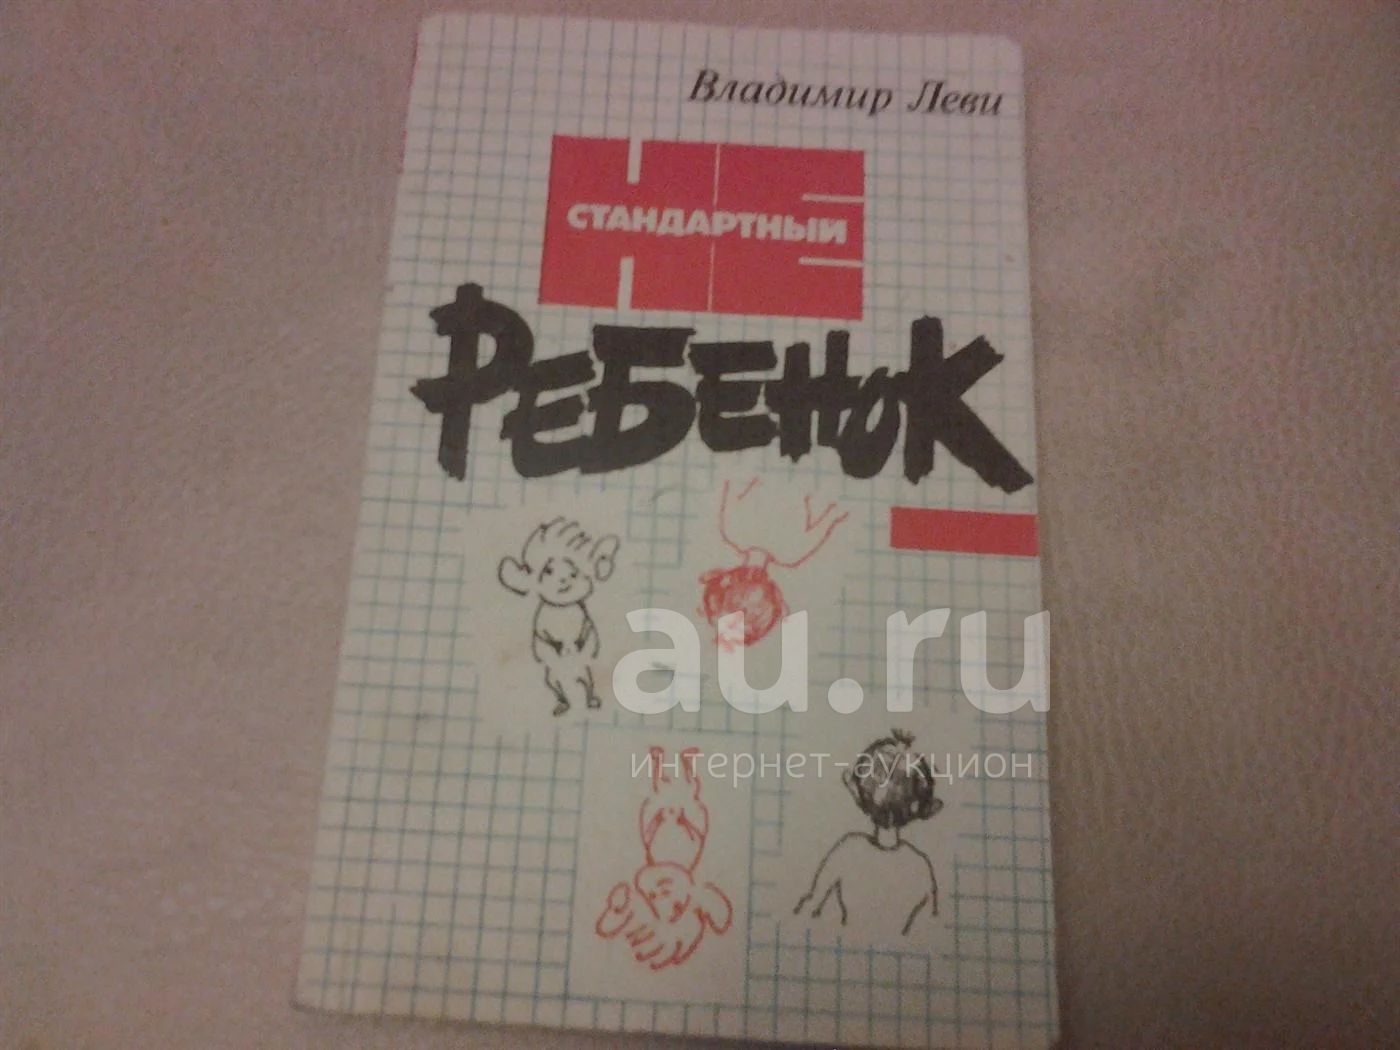 Владимир Леви
НЕ
СТАНДАРТНЫЙ
РЕБЕНОК
au.ru
интернет-аукцион